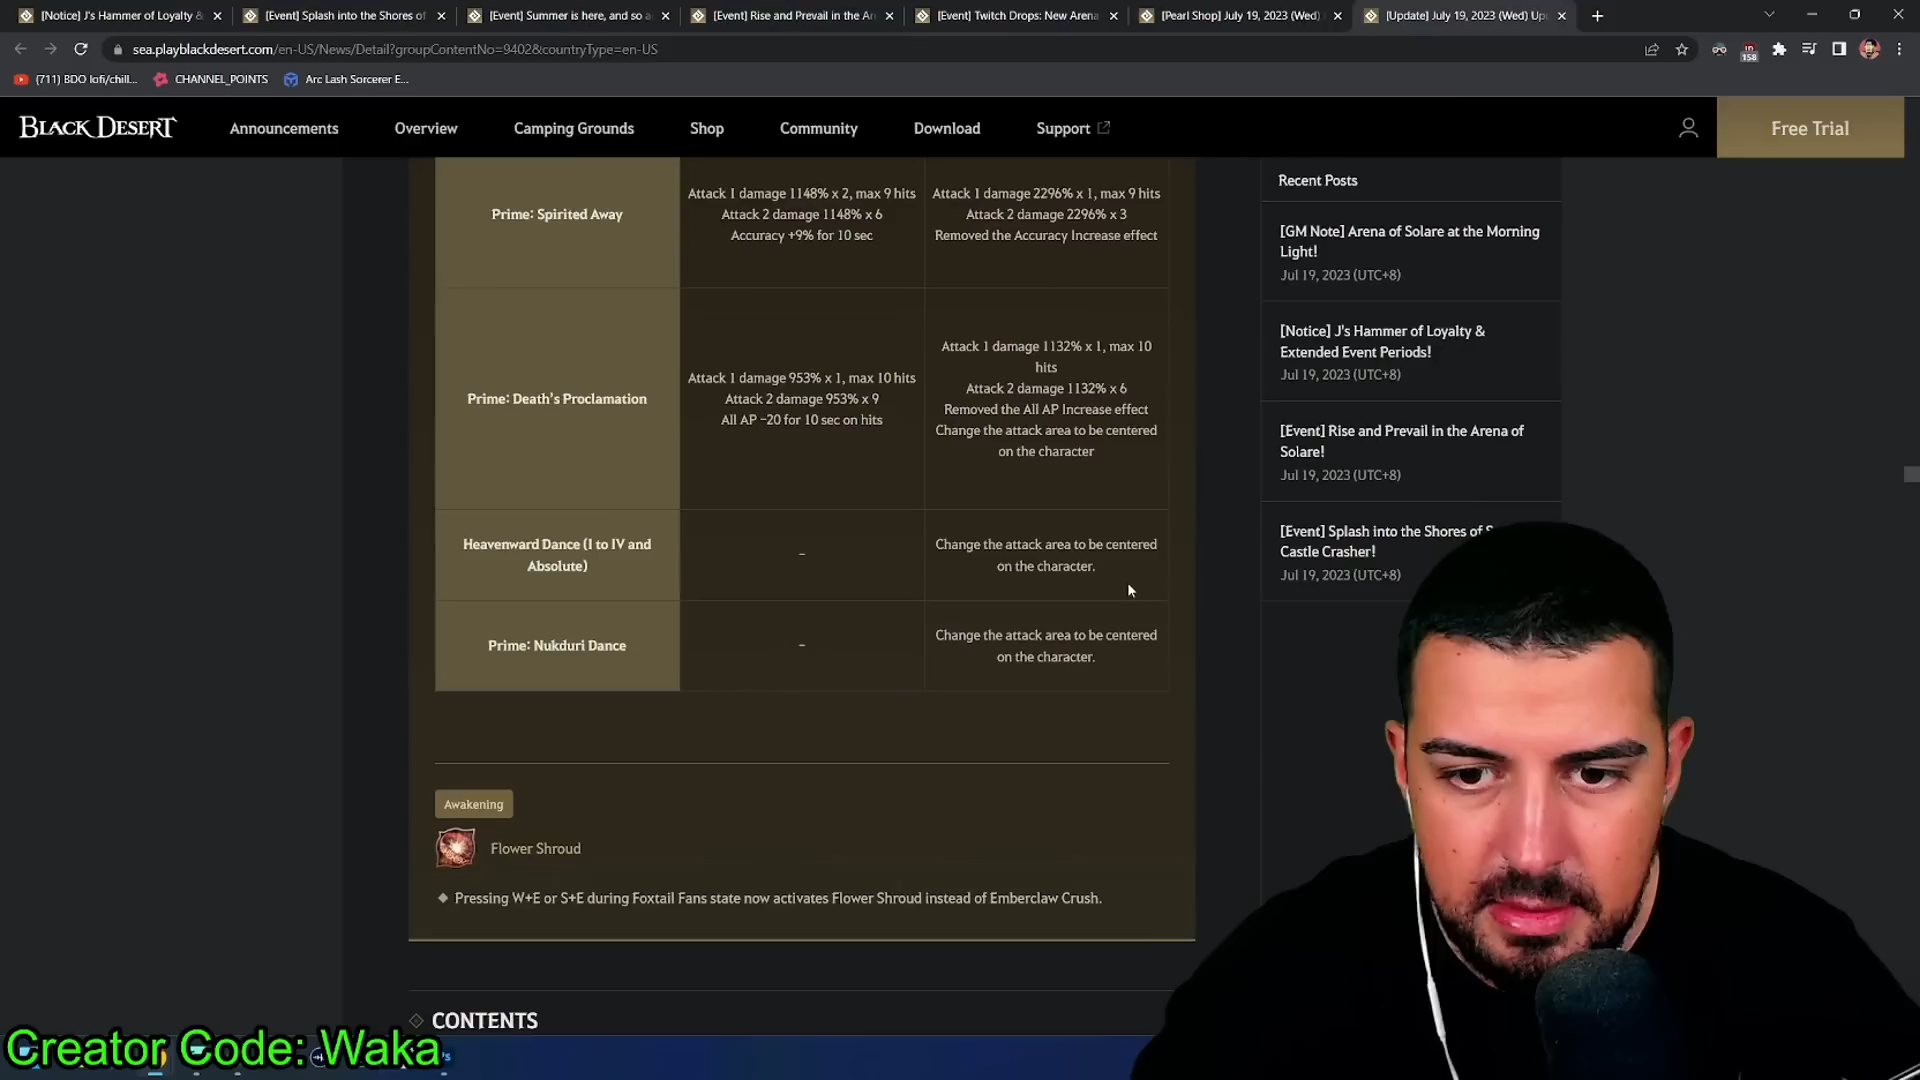 [Notice] J's Hammer of Loyalty &
[Event] Splash into the Shores of
[Event] Summer is here, and so a
[Event] Rise and Prevail in the Are
[Event] Twitch Drops: New Arena
[Pearl Shop] July 19, 2023 (Wed)
[Update] July 19, 2023 (Wed) Up
sea.playblackdesert.com/en-US/News/Detail?groupContentNo=9402&countryType=en-US
158
(711) BDO lofi/chill...
CHANNEL_POINTS
Arc Lash Sorcerer E...
BLACK DESERT
Announcements
Overview
Camping Grounds
Shop
Community
Download
Support
Free Trial
Prime: Spirited Away
Attack 1 damage 1148% x 2, max 9 hits
Attack 2 damage 1148% x 6
Accuracy +9% for 10 sec
Attack 1 damage 2296% x 1, max 9 hits
Attack 2 damage 2296% x 3
Removed the Accuracy Increase effect
Prime: Death's Proclamation
Attack 1 damage 953% x 1, max 10 hits
Attack 2 damage 953% x 9
All AP -20 for 10 sec on hits
Attack 1 damage 1132% x 1, max 10
hits
Attack 2 damage 1132% x 6
Removed the All AP Increase effect
Change the attack area to be centered
on the character
Heavenward Dance (I to IV and
Absolute)
-
Change the attack area to be centered
on the character.
Prime: Nukduri Dance
-
Change the attack area to be centered
on the character.
Awakening
Flower Shroud
◆ Pressing W+E or S+E during Foxtail Fans state now activates Flower Shroud instead of Emberclaw Crush.
CONTENTS
Recent Posts
[GM Note] Arena of Solare at the Morning
Light!
Jul 19, 2023 (UTC+8)
[Notice] J's Hammer of Loyalty &
Extended Event Periods!
Jul 19, 2023 (UTC+8)
[Event] Rise and Prevail in the Arena of
Solare!
Jul 19, 2023 (UTC+8)
[Event] Splash into the Shores of S
Castle Crasher!
Jul 19, 2023 (UTC+8)
Creator Code: Waka